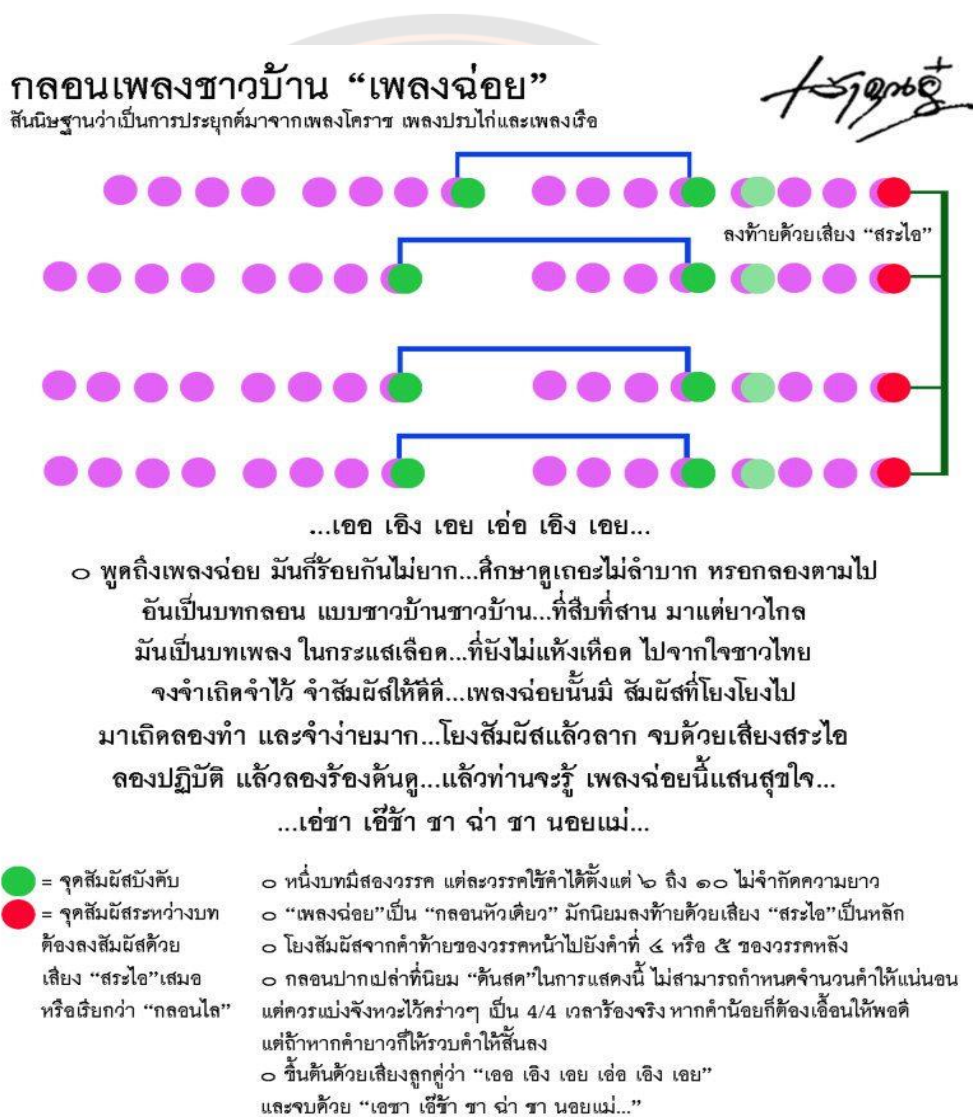 กลอนเพลงชาวบ้าน “เพลงฉ่อย”
สันนิษฐานว่าเป็นการประยุกต์มาจากเพลงโคราช เพลงปรบไก่และเพลงเรือ
ลงท้ายด้วยเสียง “สระไอ”
...เออ เอิง เอย เอ่อ เอิง เอย...
๐ พูดถึงเพลงฉ่อย มันก็ร้อยกันไม่ยาก...ศึกษาดูเถอะไม่ลำบาก หรอกลองตามไป
อันเป็นบทกลอน แบบชาวบ้านชาวบ้าน...ที่สืบที่สาน มาแต่ยาวไกล
มันเป็นบทเพลง ในกระแสเลือด...ที่ยังไม่แห้งเหือด ไปจากใจชาวไทย
จงจำเถิดจำไว้ จำสัมผัสให้ดีดี...เพลงฉ่อยนั้นมี สัมผัสที่โยงโยงไป
มาเถิดลองทำ และจำง่ายมาก...โยงสัมผัสแล้วลาก จบด้วยเสียงสระไอ
ลองปฏิบัติ แล้วลองร้องด้นดู...แล้วท่านจะรู้ เพลงฉ่อยนี้แสนสุขใจ...
...เอ่ชา เอ๊ช้า ชา ฉ่า ชา นอยแม่...
= จุดสัมผัสบังคับ
= จุดสัมผัสระหว่างบท
ต้องลงสัมผัสด้วย
เสียง “สระไอ”เสมอ
หรือเรียกว่า “กลอนไล”
๐ หนึ่งบทมีสองวรรค แต่ละวรรคใช้คำได้ตั้งแต่ ๖ ถึง ๑๐ ไม่จำกัดความยาว
๐ “เพลงฉ่อย”เป็น “กลอนหัวเดียว” มักนิยมลงท้ายด้วยเสียง “สระไอ”เป็นหลัก
๐ โยงสัมผัสจากคำท้ายของวรรคหน้าไปยังคำที่ ๔ หรือ ๕ ของวรรคหลัง
๐ กลอนปากเปล่าที่นิยม “ด้นสด”ในการแสดงนี้ ไม่สามารถกำหนดจำนวนคำให้แน่นอน
แต่ควรแบ่งจังหวะไว้คร่าวๆ เป็น 4/4 เวลาร้องจริง หากคำน้อยก็ต้องเอื้อนให้พอดี
แต่ถ้าหากคำยาวก็ให้รวบคำให้สั้นลง
๐ ขึ้นต้นด้วยเสียงลูกคู่ว่า “เออ เอิง เอย เอ่อ เอิง เอย”
และจบด้วย “เอชา เอ๊ช้า ชา ฉ่า ชา นอยแม่...”